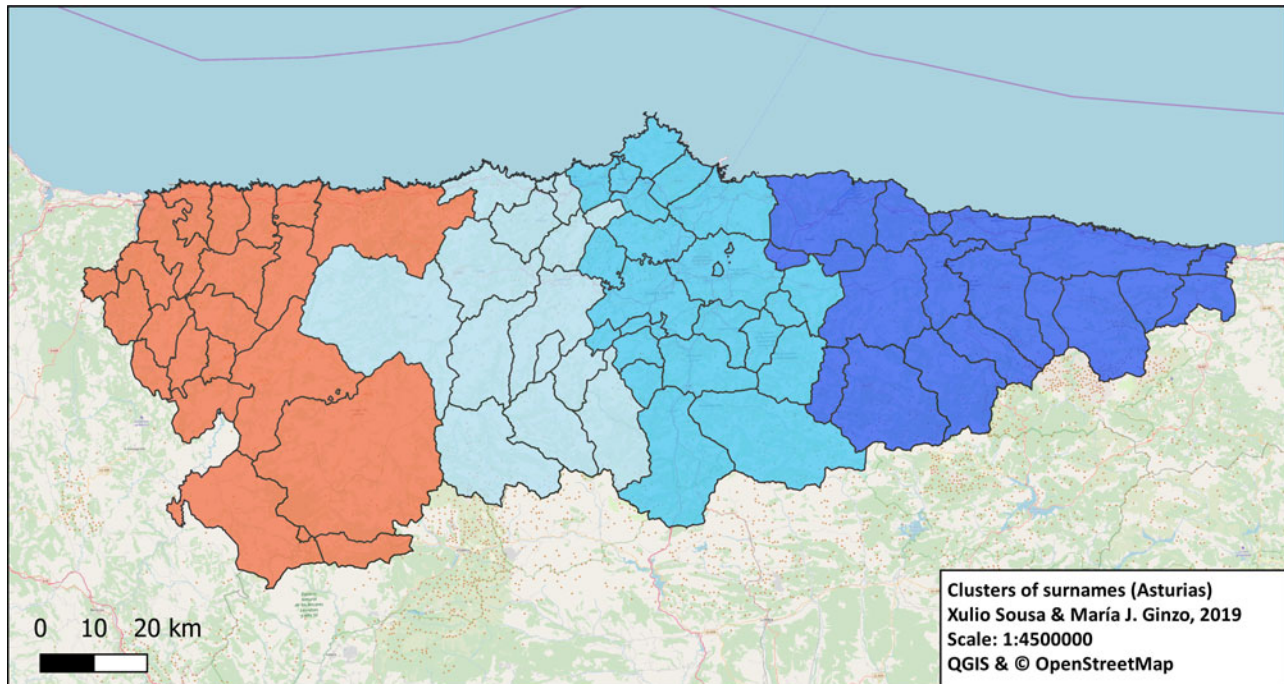 0 10 20 km
Clusters of surnames (Asturias)
Xulio Sousa & María J. Ginzo, 2019
Scale: 1:4500000
QGIS & © OpenStreetMap